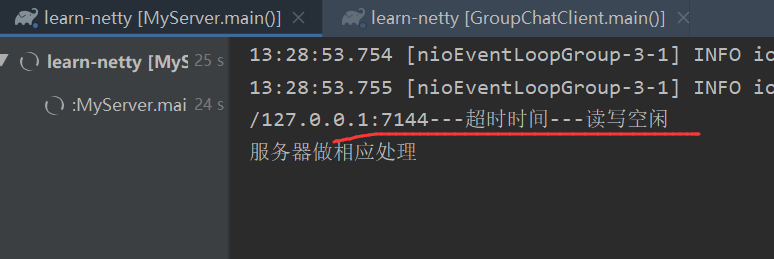 learn-netty [MyServer.main()]
learn-netty [GroupChatClient.main()]
learn-netty [MyS 25 s
:MyServer.mai 24 s
13:28:53.754 [nioEventLoopGroup-3-1] INFO io
13:28:53.755 [nioEventLoopGroup-3-1] INFO io
/127.0.0.1:7144---超时时间---读写空闲
服务器做相应处理